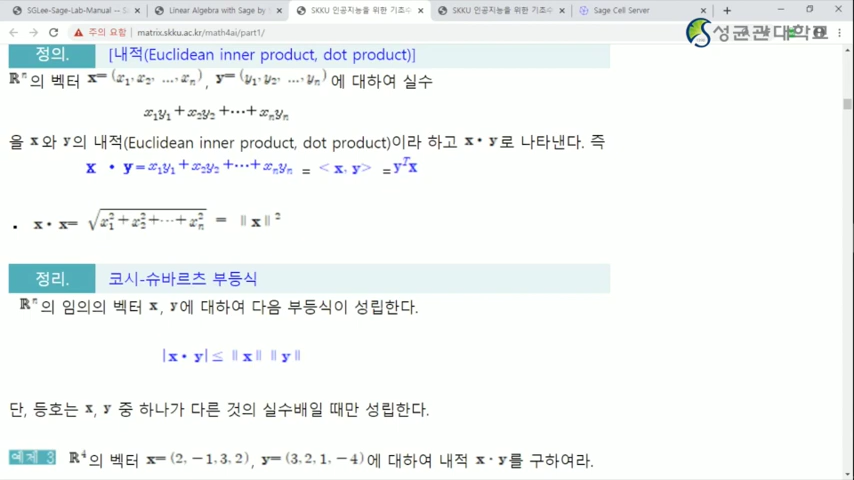 SGLee-Sage-Lab-Manual – S Linear Algebra with Sage by S SKKU 인공지능을 위한 기초수 SKKU 인공지능을 위한 기초수 Sage Cell Server
주의 요함 | matrix.skku.ac.kr/math4ai/part1/
성균관대학교
정의. [내적(Euclidean inner product, dot product)]
ℝⁿ의 벡터 x=(x₁,x₂, …,xₙ), y=(y₁,y₂, …,yₙ)에 대하여 실수
x₁y₁+x₂y₂+⋯+xₙyₙ
을 x와 y의 내적(Euclidean inner product, dot product)이라 하고 x•y로 나타낸다. 즉
x • y=x₁y₁+x₂y₂+⋯+xₙyₙ = <x, y> =yᵀx
. x•x= √(x₁²+x₂²+⋯+xₙ²) = ‖x‖²
정리. 코시-슈바르츠 부등식
ℝⁿ의 임의의 벡터 x, y에 대하여 다음 부등식이 성립한다.
|x•y|≤‖x‖ ‖y‖
단, 등호는 x, y 중 하나가 다른 것의 실수배일 때만 성립한다.
예제 3 ℝ⁴의 벡터 x=(2,−1,3,2), y=(3,2,1,−4)에 대하여 내적 x•y를 구하여라.